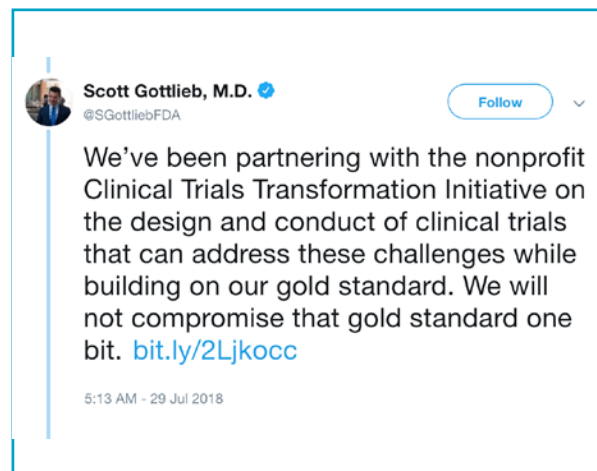 Scott Gottlieb, M.D.
@SGottliebFDA
Follow
We’ve been partnering with the nonprofit
Clinical Trials Transformation Initiative on
the design and conduct of clinical trials
that can address these challenges while
building on our gold standard. We will
not compromise that gold standard one
bit. bit.ly/2Ljkocc
5:13 AM - 29 Jul 2018